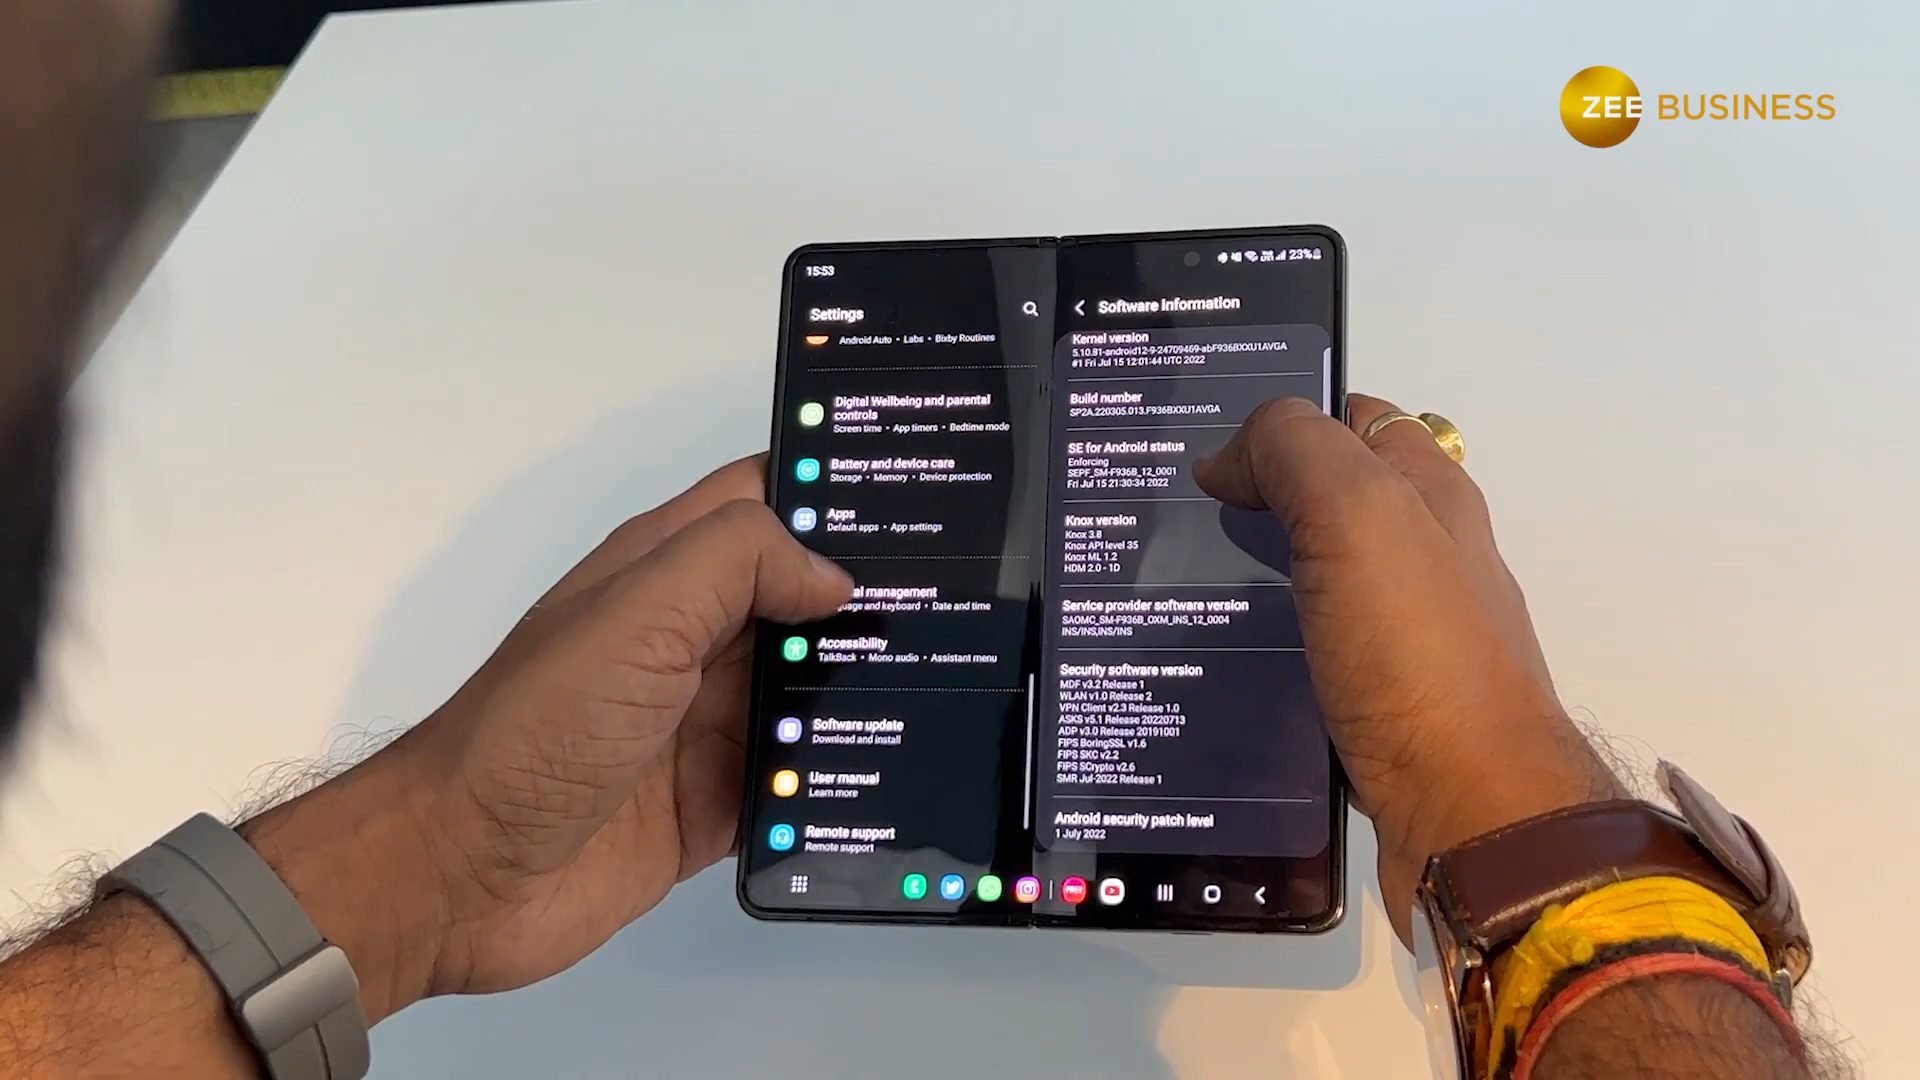 ZEE BUSINESS
15:53
23%
Settings
Android Auto • Labs • Bixby Routines
Digital Wellbeing and parental
controls
Screen time • App timers • Bedtime mode
Battery and device care
Storage • Memory • Device protection
Apps
Default apps • App settings
al management
guage and keyboard • Date and time
Accessibility
TalkBack • Mono audio • Assistant menu
Software update
Download and install
User manual
Learn more
Remote support
Remote support
Software information
Kernel version
5.10.81-android12-9-24709469-abF936BXXU1AVGA
#1 Fri Jul 15 12:01:44 UTC 2022
Build number
SP2A.220305.013.F936BXXU1AVGA
SE for Android status
Enforcing
SEPF_SM-F936B_12_0001
Fri Jul 15 21:30:34 2022
Knox version
Knox 3.8
Knox API level 35
Knox ML 1.2
HDM 2.0 - 1D
Service provider software version
SAOMC_SM-F936B_OXM_INS_12_0004
INS/INS,INS/INS
Security software version
MDF v3.2 Release 1
WLAN v1.0 Release 2
VPN Client v2.3 Release 1.0
ASKS v5.1 Release 20220713
ADP v3.0 Release 20191001
FIPS BoringSSL v1.6
FIPS SKC v2.2
FIPS SCrypto v2.6
SMR Jul-2022 Release 1
Android security patch level
1 July 2022
FREE